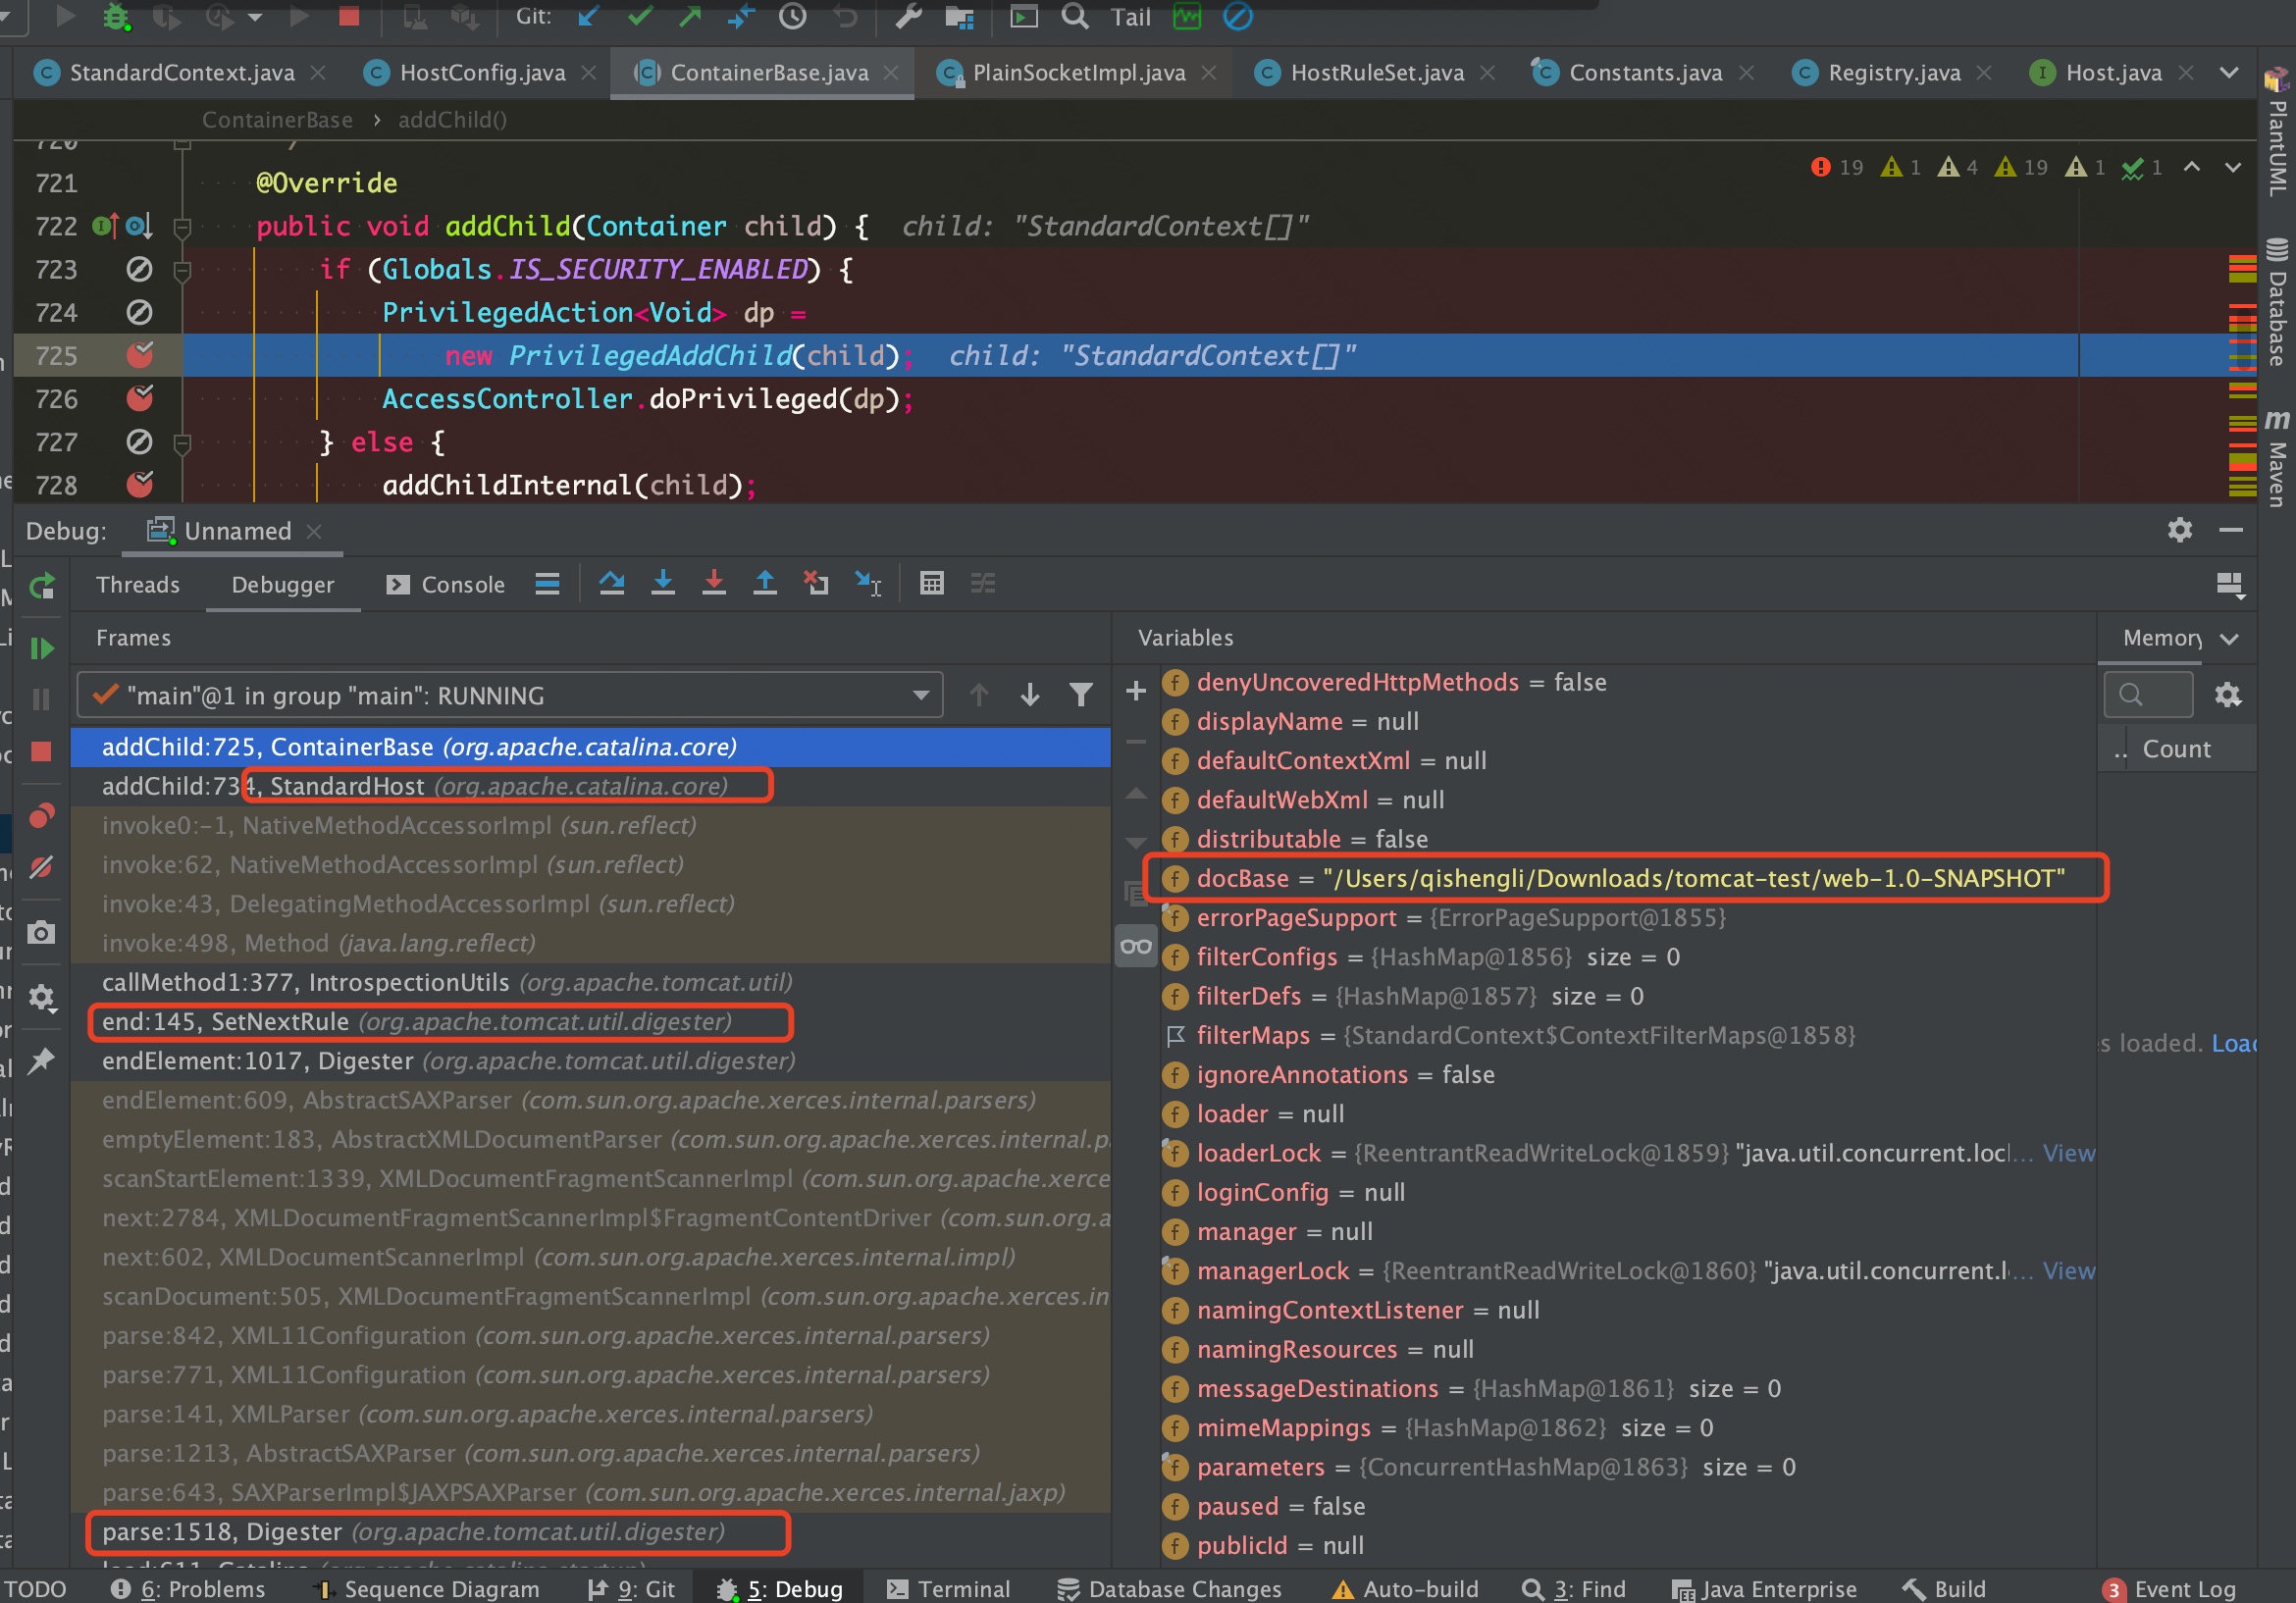 Git: Tail
StandardContext.java HostConfig.java ContainerBase.java PlainSocketImpl.java HostRuleSet.java Constants.java Registry.java Host.java
ContainerBase › addChild()
19 1 4 19 1 1
720 */
721 @Override
722 public void addChild(Container child) { child: "StandardContext[]"
723 if (Globals.IS_SECURITY_ENABLED) {
724 PrivilegedAction<Void> dp =
725 new PrivilegedAddChild(child); child: "StandardContext[]"
726 AccessController.doPrivileged(dp);
727 } else {
728 addChildInternal(child);
PlantUML
Database
m Maven
Debug: Unnamed
Threads Debugger Console
Frames
"main"@1 in group "main": RUNNING
addChild:725, ContainerBase (org.apache.catalina.core)
addChild:734, StandardHost (org.apache.catalina.core)
invoke0:-1, NativeMethodAccessorImpl (sun.reflect)
invoke:62, NativeMethodAccessorImpl (sun.reflect)
invoke:43, DelegatingMethodAccessorImpl (sun.reflect)
invoke:498, Method (java.lang.reflect)
callMethod1:377, IntrospectionUtils (org.apache.tomcat.util)
end:145, SetNextRule (org.apache.tomcat.util.digester)
endElement:1017, Digester (org.apache.tomcat.util.digester)
endElement:609, AbstractSAXParser (com.sun.org.apache.xerces.internal.parsers)
emptyElement:183, AbstractXMLDocumentParser (com.sun.org.apache.xerces.internal.p
scanStartElement:1339, XMLDocumentFragmentScannerImpl (com.sun.org.apache.xerce
next:2784, XMLDocumentFragmentScannerImpl$FragmentContentDriver (com.sun.org.a
next:602, XMLDocumentScannerImpl (com.sun.org.apache.xerces.internal.impl)
scanDocument:505, XMLDocumentFragmentScannerImpl (com.sun.org.apache.xerces.in
parse:842, XML11Configuration (com.sun.org.apache.xerces.internal.parsers)
parse:771, XML11Configuration (com.sun.org.apache.xerces.internal.parsers)
parse:141, XMLParser (com.sun.org.apache.xerces.internal.parsers)
parse:1213, AbstractSAXParser (com.sun.org.apache.xerces.internal.parsers)
parse:643, SAXParserImpl$JAXPSAXParser (com.sun.org.apache.xerces.internal.jaxp)
parse:1518, Digester (org.apache.tomcat.util.digester)
load:611, Catalina (org.apache.catalina.startup)
Variables
denyUncoveredHttpMethods = false
displayName = null
defaultContextXml = null
defaultWebXml = null
distributable = false
docBase = "/Users/qishengli/Downloads/tomcat-test/web-1.0-SNAPSHOT"
errorPageSupport = {ErrorPageSupport@1855}
filterConfigs = {HashMap@1856} size = 0
filterDefs = {HashMap@1857} size = 0
filterMaps = {StandardContext$ContextFilterMaps@1858}
ignoreAnnotations = false
loader = null
loaderLock = {ReentrantReadWriteLock@1859} "java.util.concurrent.loc... View
loginConfig = null
manager = null
managerLock = {ReentrantReadWriteLock@1860} "java.util.concurrent.l... View
namingContextListener = null
namingResources = null
messageDestinations = {HashMap@1861} size = 0
mimeMappings = {HashMap@1862} size = 0
parameters = {ConcurrentHashMap@1863} size = 0
paused = false
publicId = null
Memory
.. Count
s loaded. Load
TODO 6: Problems Sequence Diagram 9: Git 5: Debug Terminal Database Changes Auto-build 3: Find Java Enterprise Build 3 Event Log